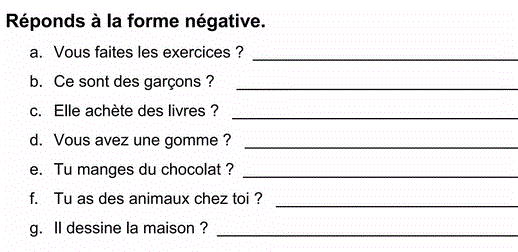 Réponds à la forme négative.
a. Vous faites les exercices ?
b. Ce sont des garçons ?
c. Elle achète des livres ?
d. Vous avez une gomme ?
e. Tu manges du chocolat ?
f. Tu as des animaux chez toi ?
g. Il dessine la maison ?